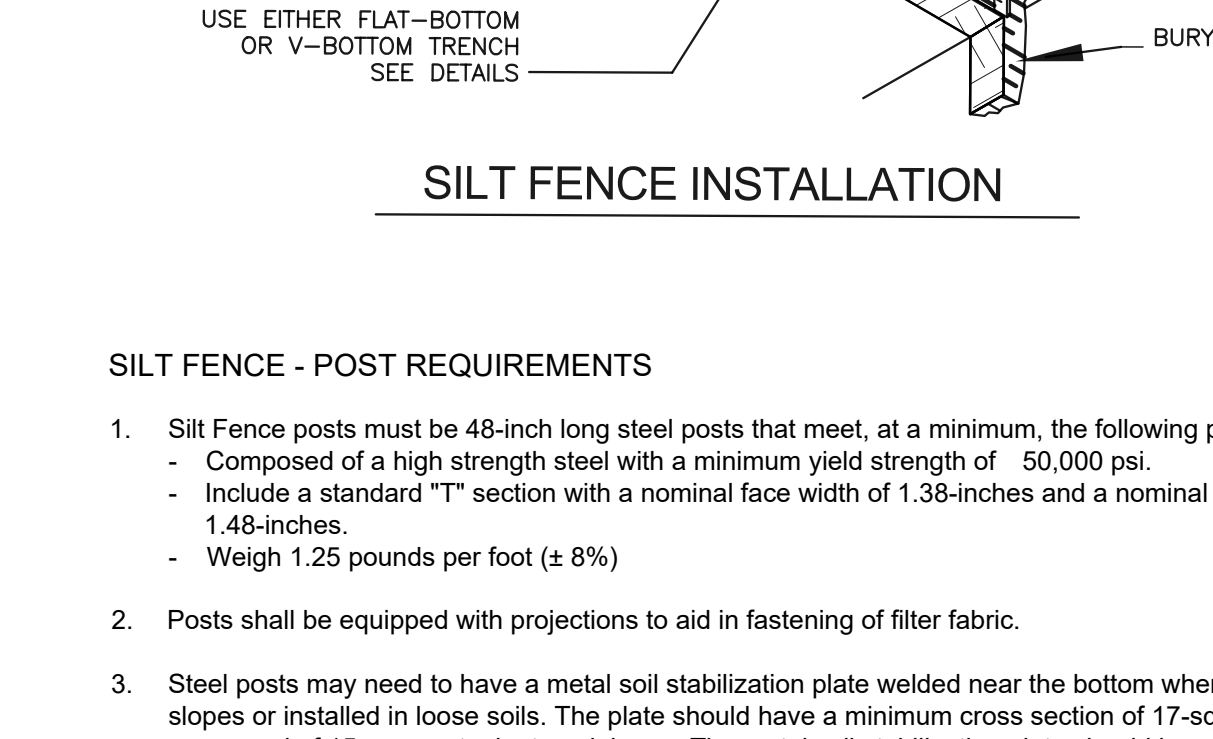 USE EITHER FLAT-BOTTOM
OR V-BOTTOM TRENCH
SEE DETAILS
BURY
SILT FENCE INSTALLATION
SILT FENCE - POST REQUIREMENTS
1. Silt Fence posts must be 48-inch long steel posts that meet, at a minimum, the following
- Composed of a high strength steel with a minimum yield strength of 50,000 psi.
- Include a standard "T" section with a nominal face width of 1.38-inches and a nominal
1.48-inches.
- Weigh 1.25 pounds per foot (± 8%)
2. Posts shall be equipped with projections to aid in fastening of filter fabric.
3. Steel posts may need to have a metal soil stabilization plate welded near the bottom
slopes or installed in loose soils. The plate should have a minimum cross section of